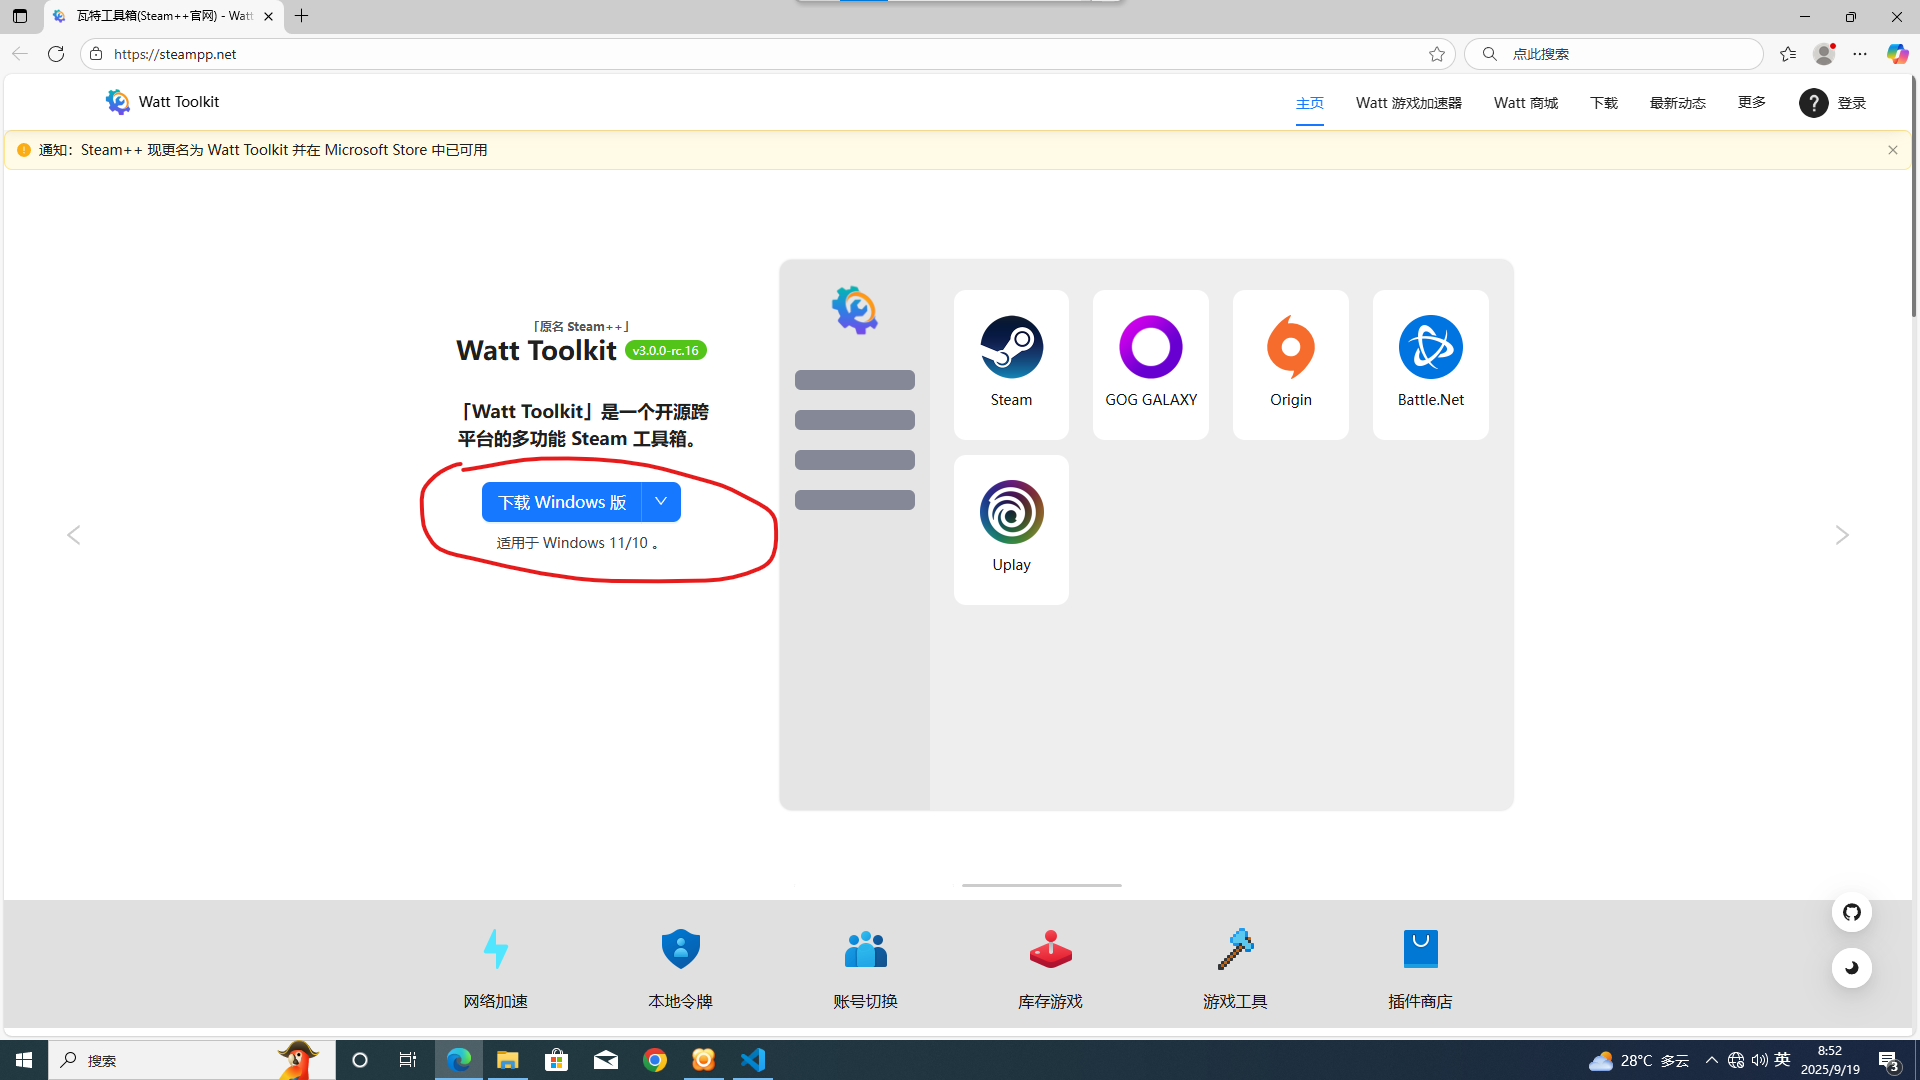 瓦特工具箱(Steam++官网) - Watt
https://steampp.net
点此搜索
Watt Toolkit
主页
Watt 游戏加速器
Watt 商城
下载
最新动态
更多
?
登录
通知：Steam++ 现更名为 Watt Toolkit 并在 Microsoft Store 中已可用
「原名 Steam++」
Watt Toolkit
v3.0.0-rc.16
「Watt Toolkit」是一个开源跨
平台的多功能 Steam 工具箱。
下载 Windows 版
适用于 Windows 11/10 。
Steam
GOG GALAXY
Origin
Battle.Net
Uplay
网络加速
本地令牌
账号切换
库存游戏
游戏工具
插件商店
搜索
28°C 多云
英
8:52
2025/9/19
3